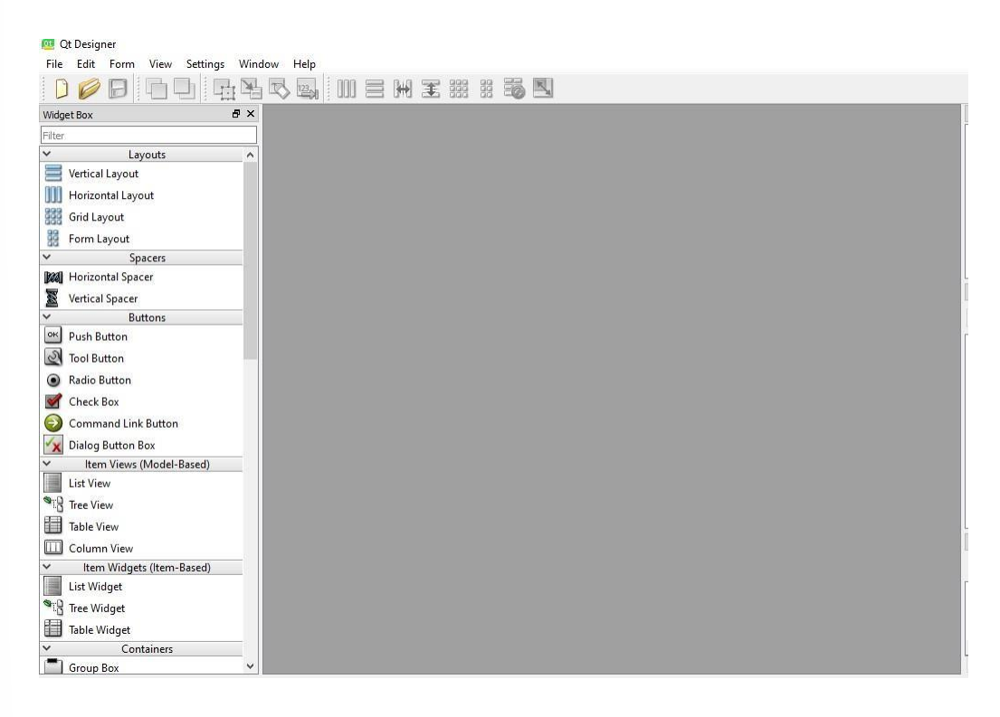 Qt Designer
File Edit Form View Settings Window Help
Widget Box
Filter
Layouts
Vertical Layout
Horizontal Layout
Grid Layout
Form Layout
Spacers
Horizontal Spacer
Vertical Spacer
Buttons
OK Push Button
Tool Button
Radio Button
Check Box
Command Link Button
Dialog Button Box
Item Views (Model-Based)
List View
Tree View
Table View
Column View
Item Widgets (Item-Based)
List Widget
Tree Widget
Table Widget
Containers
Group Box